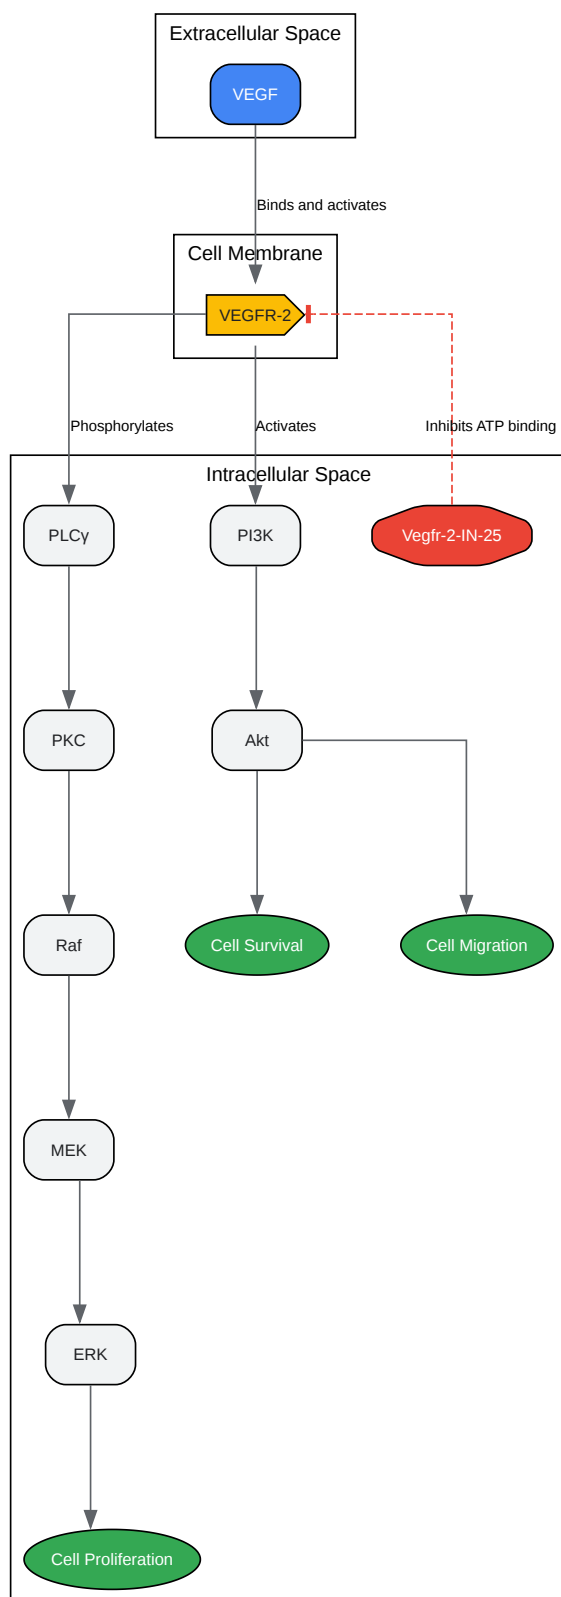 Extracellular Space
VEGF
Binds and activates
Cell Membrane
VEGFR-2
Phosphorylates
Activates
Inhibits ATP binding
Intracellular Space
PLCγ
PI3K
Vegfr-2-IN-25
PKC
Akt
Raf
Cell Survival
Cell Migration
MEK
ERK
Cell Proliferation